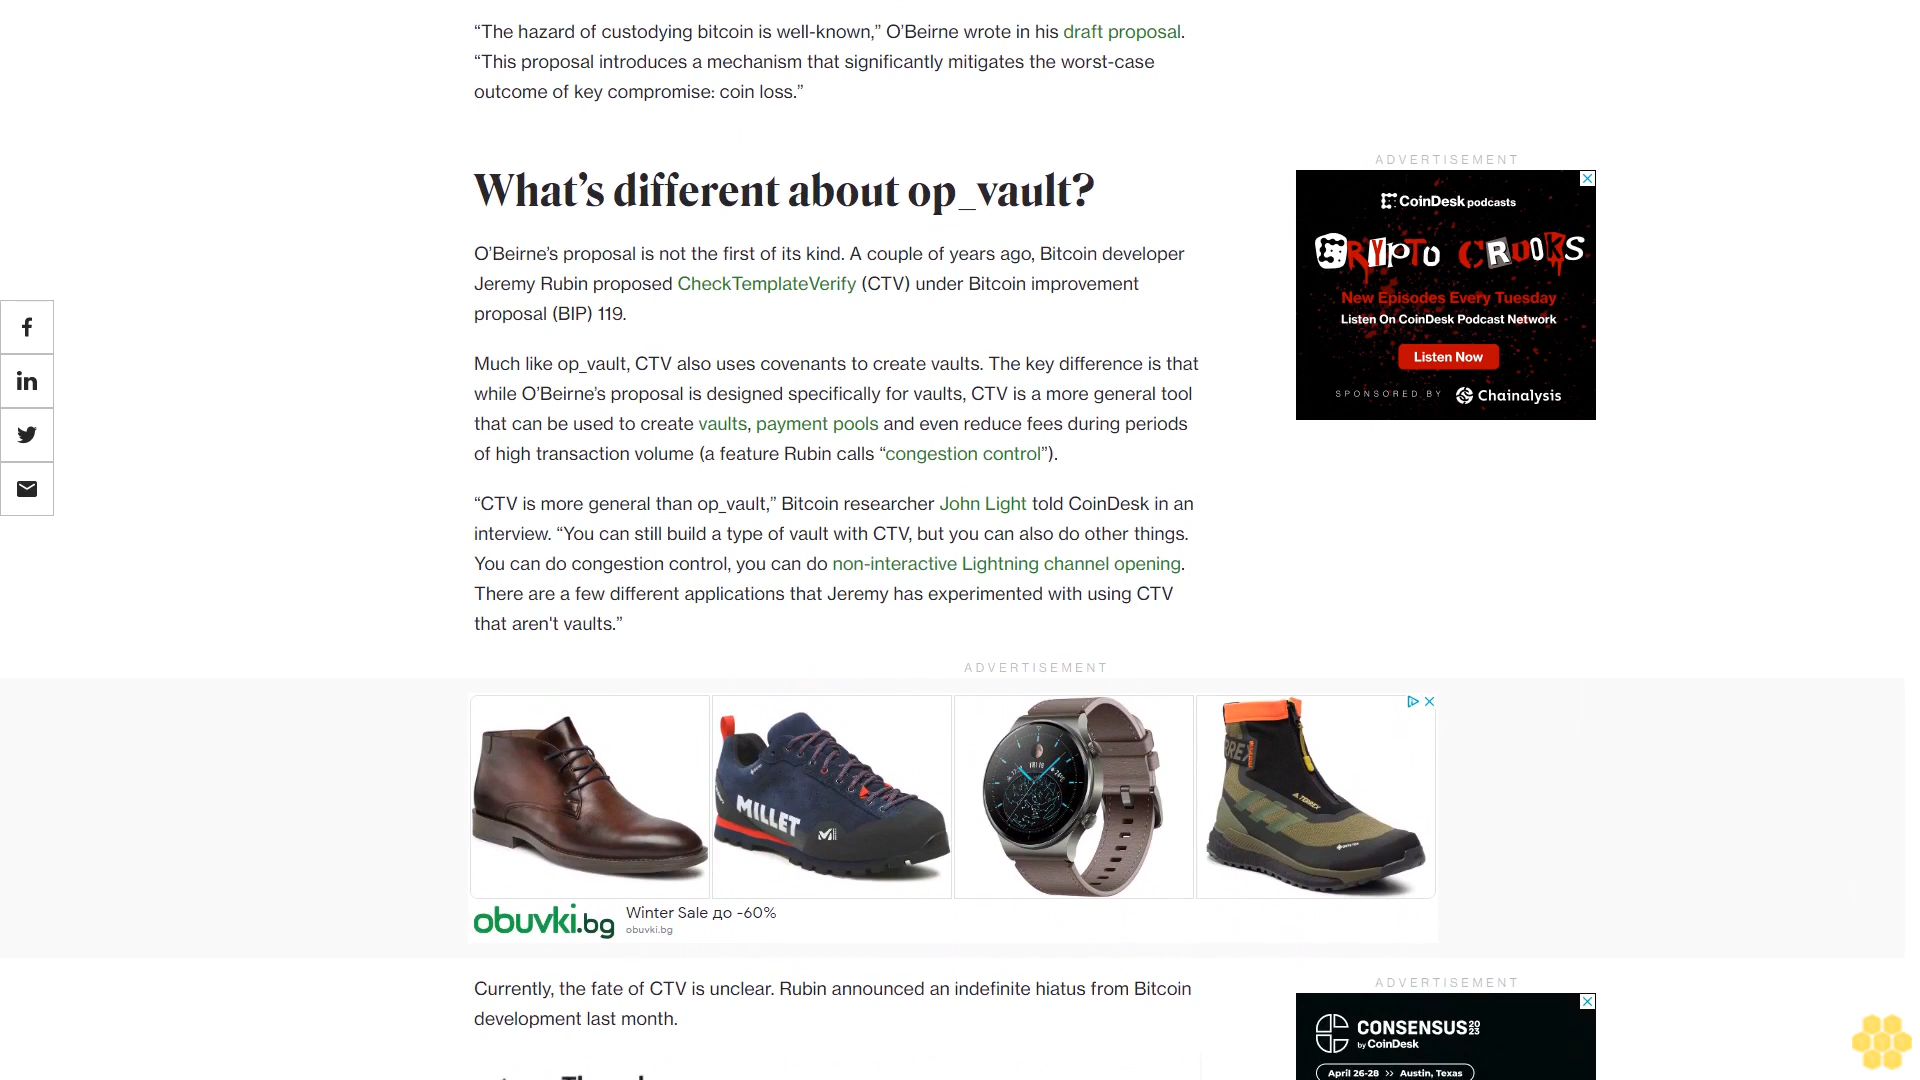 “The hazard of custodying bitcoin is well-known,” O’Beirne wrote in his draft proposal.
“This proposal introduces a mechanism that significantly mitigates the worst-case
outcome of key compromise: coin loss.”
What’s different about op_vault?
O’Beirne’s proposal is not the first of its kind. A couple of years ago, Bitcoin developer
Jeremy Rubin proposed CheckTemplateVerify (CTV) under Bitcoin improvement
proposal (BIP) 119.
Much like op_vault, CTV also uses covenants to create vaults. The key difference is that
while O’Beirne’s proposal is designed specifically for vaults, CTV is a more general tool
that can be used to create vaults, payment pools and even reduce fees during periods
of high transaction volume (a feature Rubin calls “congestion control”).
“CTV is more general than op_vault,” Bitcoin researcher John Light told CoinDesk in an
interview. “You can still build a type of vault with CTV, but you can also do other things.
You can do congestion control, you can do non-interactive Lightning channel opening.
There are a few different applications that Jeremy has experimented with using CTV
that aren't vaults.”
ADVERTISEMENT
CoinDesk podcasts
CRYPTO CROOKS
New Episodes Every Tuesday
Listen On CoinDesk Podcast Network
Listen Now
SPONSORED BY Chainalysis
ADVERTISEMENT
MILLET
obuvki.bg
Winter Sale до -60%
obuvki.bg
Currently, the fate of CTV is unclear. Rubin announced an indefinite hiatus from Bitcoin
development last month.
ADVERTISEMENT
CONSENSUS 2023
by CoinDesk
April 26-28 >> Austin, Texas